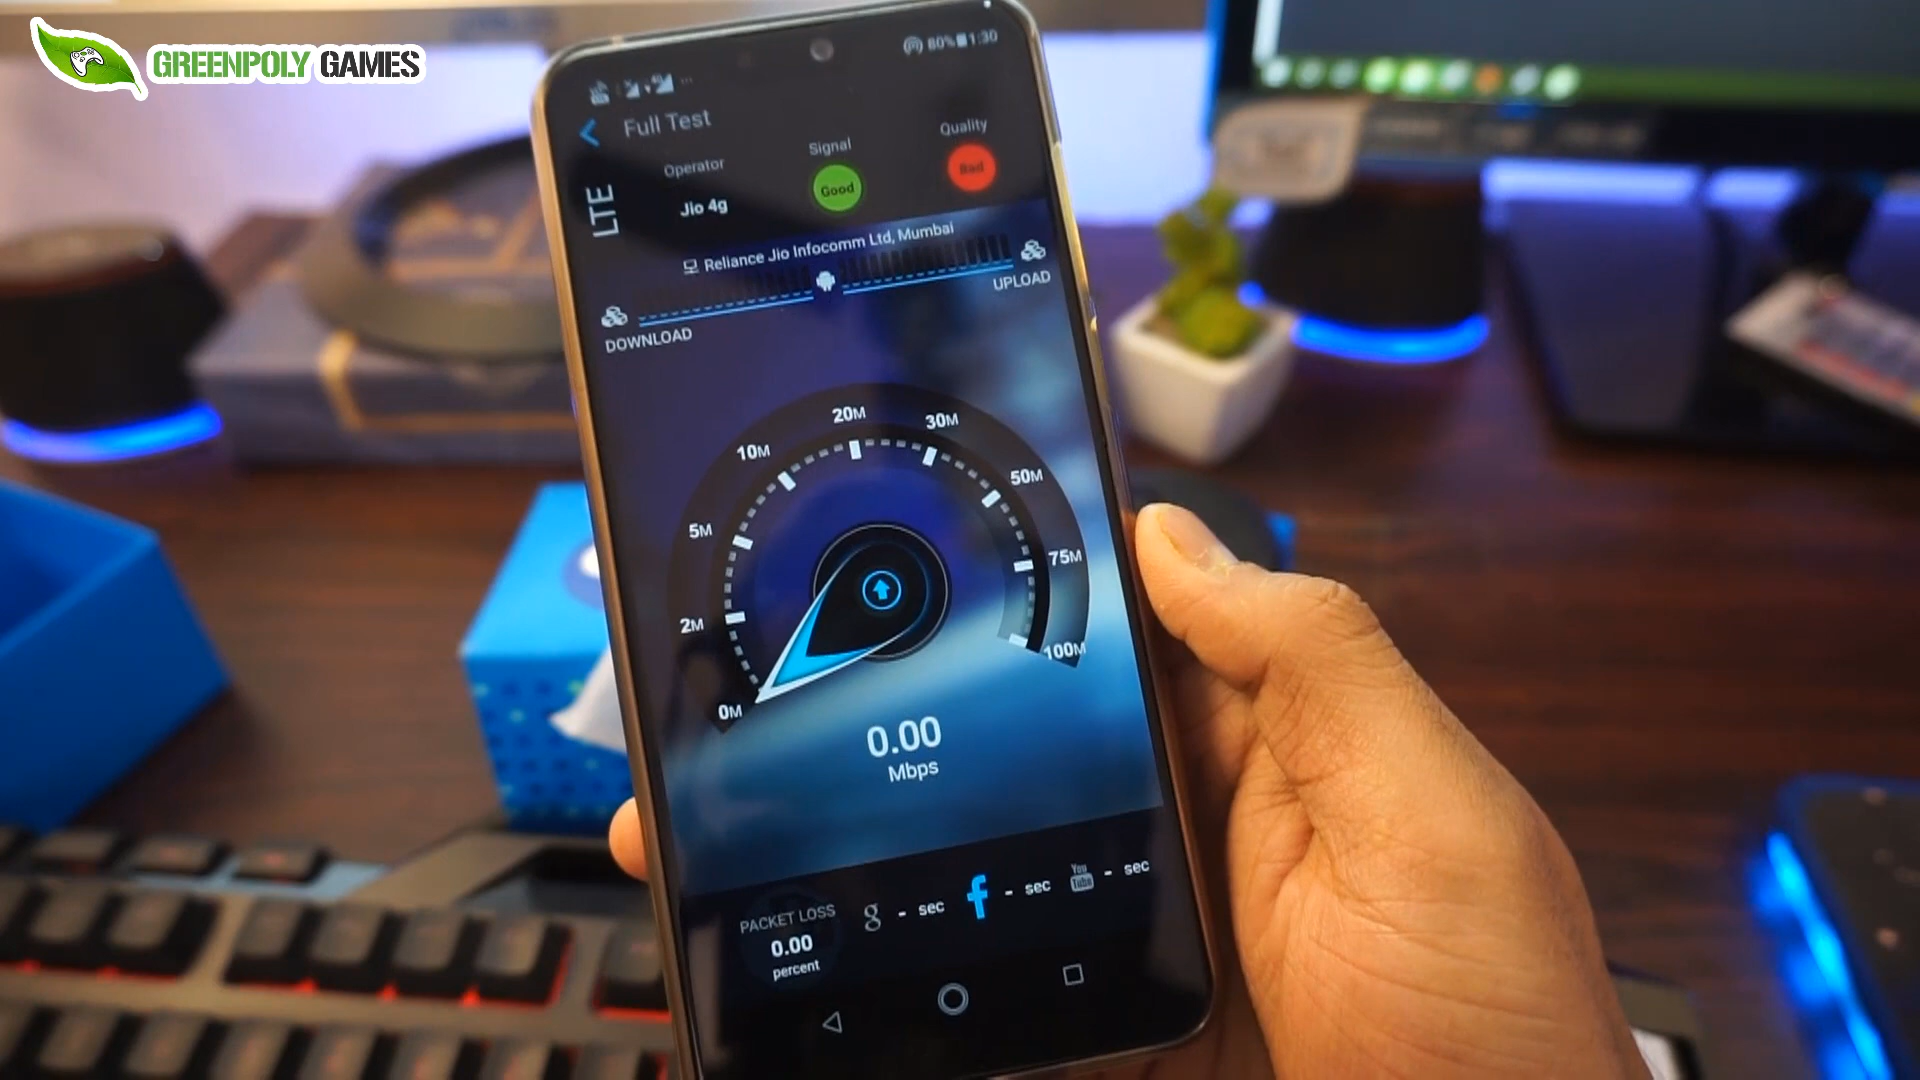 GREENPOLY GAMES
80% 1:30
Full Test
LTE
Operator
Jio 4g
Signal
Good
Quality
Bad
Reliance Jio Infocomm Ltd, Mumbai
DOWNLOAD
UPLOAD
0M
2M
5M
10M
20M
30M
50M
75M
100M
0.00
Mbps
PACKET LOSS
0.00
percent
g - sec
f - sec
You Tube - sec